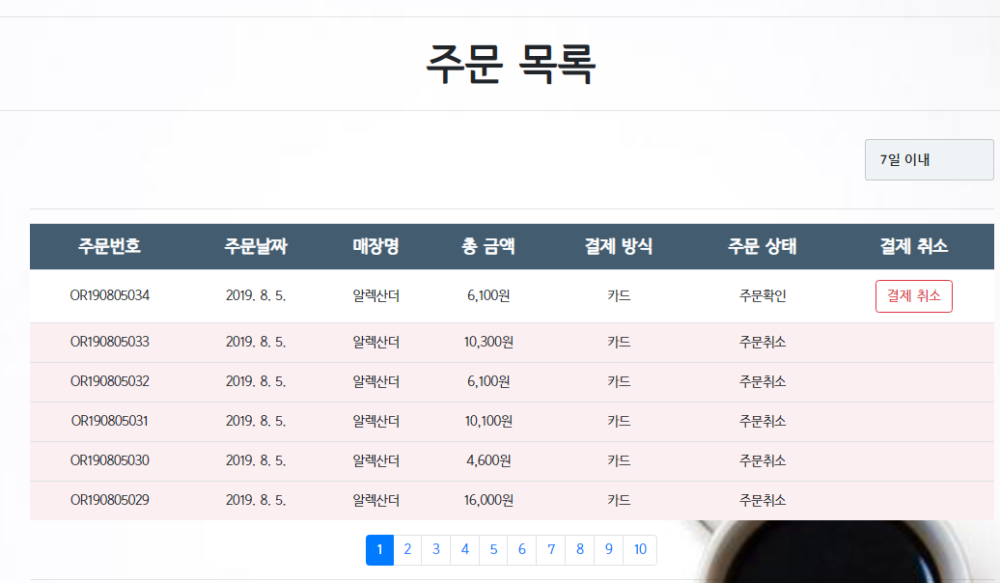 주문 목록
7일 이내
주문번호 주문날짜 매장명 총 금액 결제 방식 주문 상태 결제 취소
OR190805034 2019. 8. 5. 알렉산더 6,100원 카드 주문확인 결제 취소
OR190805033 2019. 8. 5. 알렉산더 10,300원 카드 주문취소
OR190805032 2019. 8. 5. 알렉산더 6,100원 카드 주문취소
OR190805031 2019. 8. 5. 알렉산더 10,100원 카드 주문취소
OR190805030 2019. 8. 5. 알렉산더 4,600원 카드 주문취소
OR190805029 2019. 8. 5. 알렉산더 16,000원 카드 주문취소
1 2 3 4 5 6 7 8 9 10